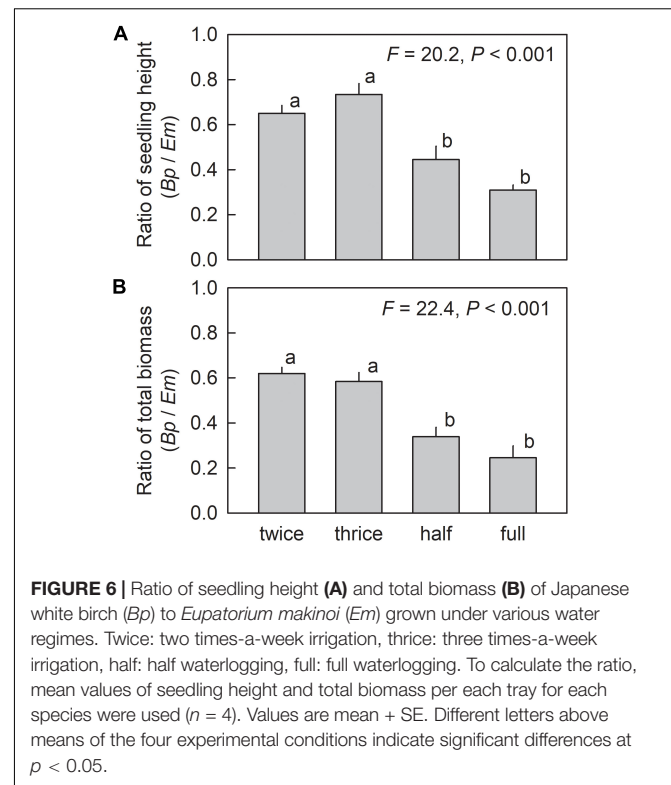 A
1.0
0.8
0.6
0.4
0.2
0.0
Ratio of seedling height
(Bp / Em)
F = 20.2, P < 0.001
a
a
b
b
B
1.0
0.8
0.6
0.4
0.2
0.0
Ratio of total biomass
(Bp / Em)
F = 22.4, P < 0.001
a
a
b
b
twice thrice half full
FIGURE 6 | Ratio of seedling height (A) and total biomass (B) of Japanese
white birch (Bp) to Eupatorium makinoi (Em) grown under various water
regimes. Twice: two times-a-week irrigation, thrice: three times-a-week
irrigation, half: half waterlogging, full: full waterlogging. To calculate the ratio,
mean values of seedling height and total biomass per each tray for each
species were used (n = 4). Values are mean + SE. Different letters above
means of the four experimental conditions indicate significant differences at
p < 0.05.